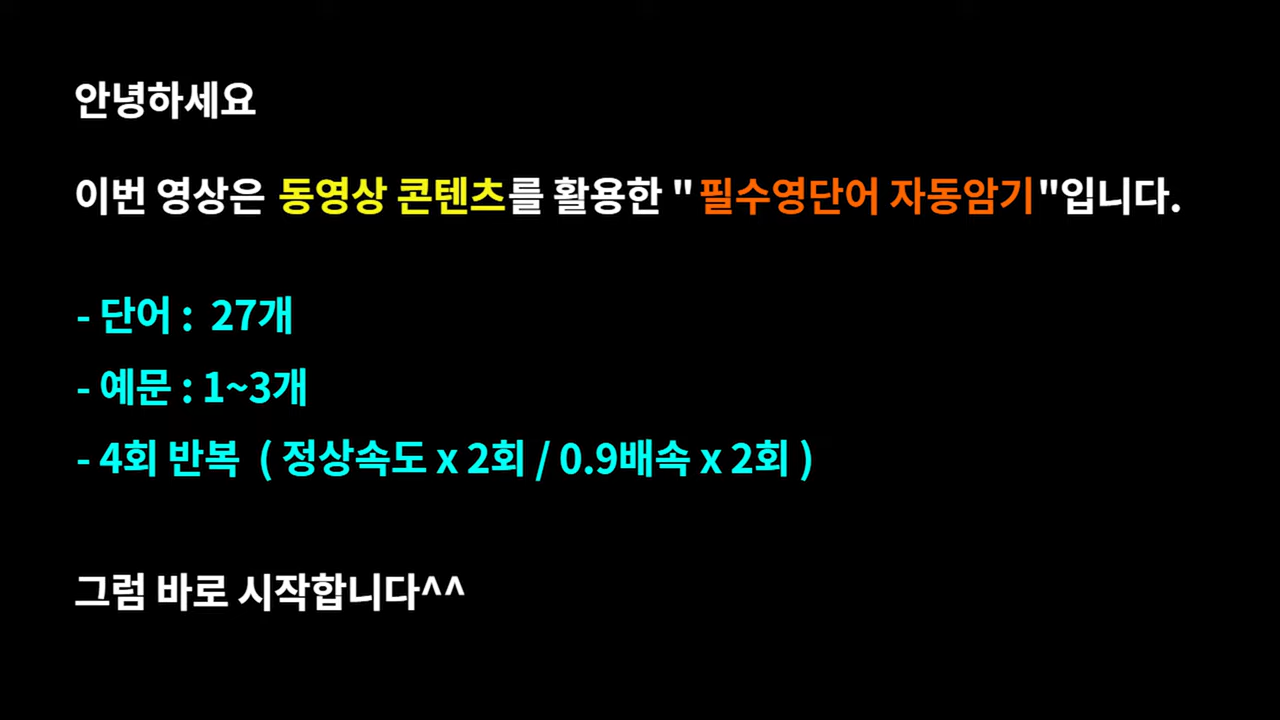 안녕하세요
이번 영상은 동영상 콘텐츠를 활용한 "필수영단어 자동암기"입니다.
- 단어 : 27개
- 예문 : 1~3개
- 4회 반복 ( 정상속도 x 2회 / 0.9배속 x 2회 )
그럼 바로 시작합니다^^